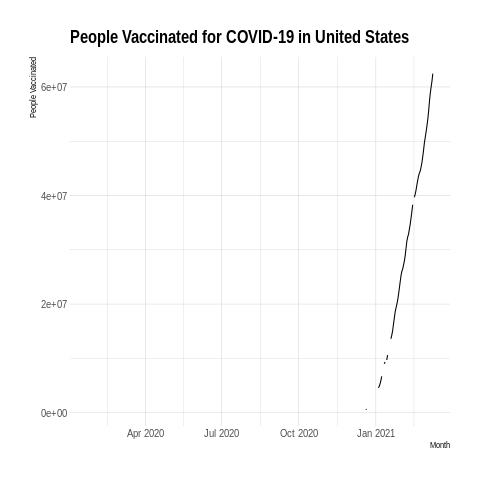 People Vaccinated for COVID-19 in United States
People Vaccinated
6e+07
4e+07
2e+07
0e+00
Apr 2020
Jul 2020
Oct 2020
Jan 2021
Month